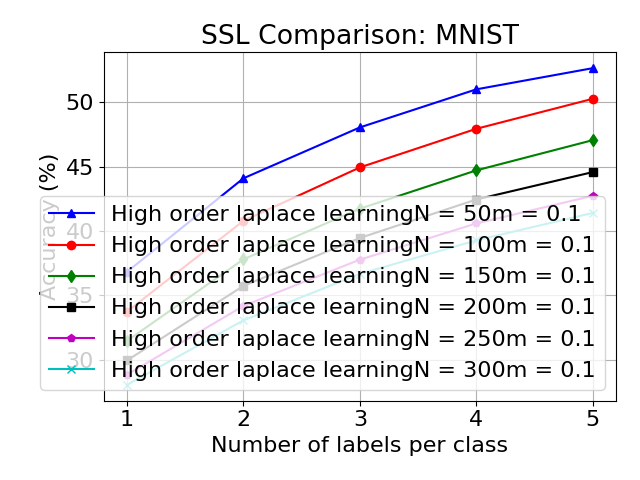 SSL Comparison: MNIST
Accuracy (%)
50
45
40
35
30
High order laplace learningN = 50m = 0.1
High order laplace learningN = 100m = 0.1
High order laplace learningN = 150m = 0.1
High order laplace learningN = 200m = 0.1
High order laplace learningN = 250m = 0.1
High order laplace learningN = 300m = 0.1
1 2 3 4 5
Number of labels per class